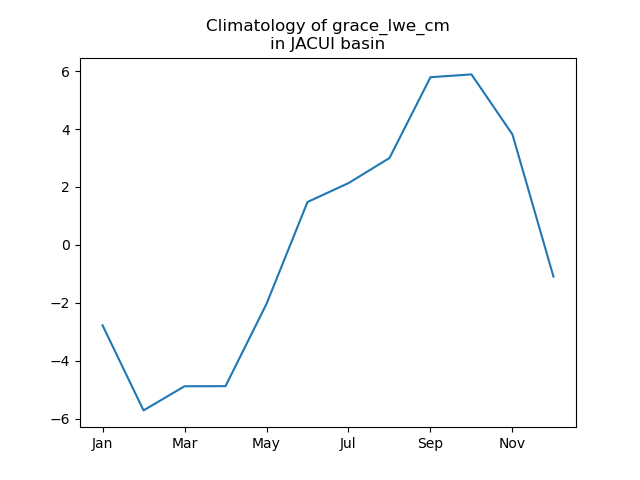 Climatology of grace_lwe_cm
in JACUI basin
6
4
2
0
−2
−4
−6
Jan
Mar
May
Jul
Sep
Nov